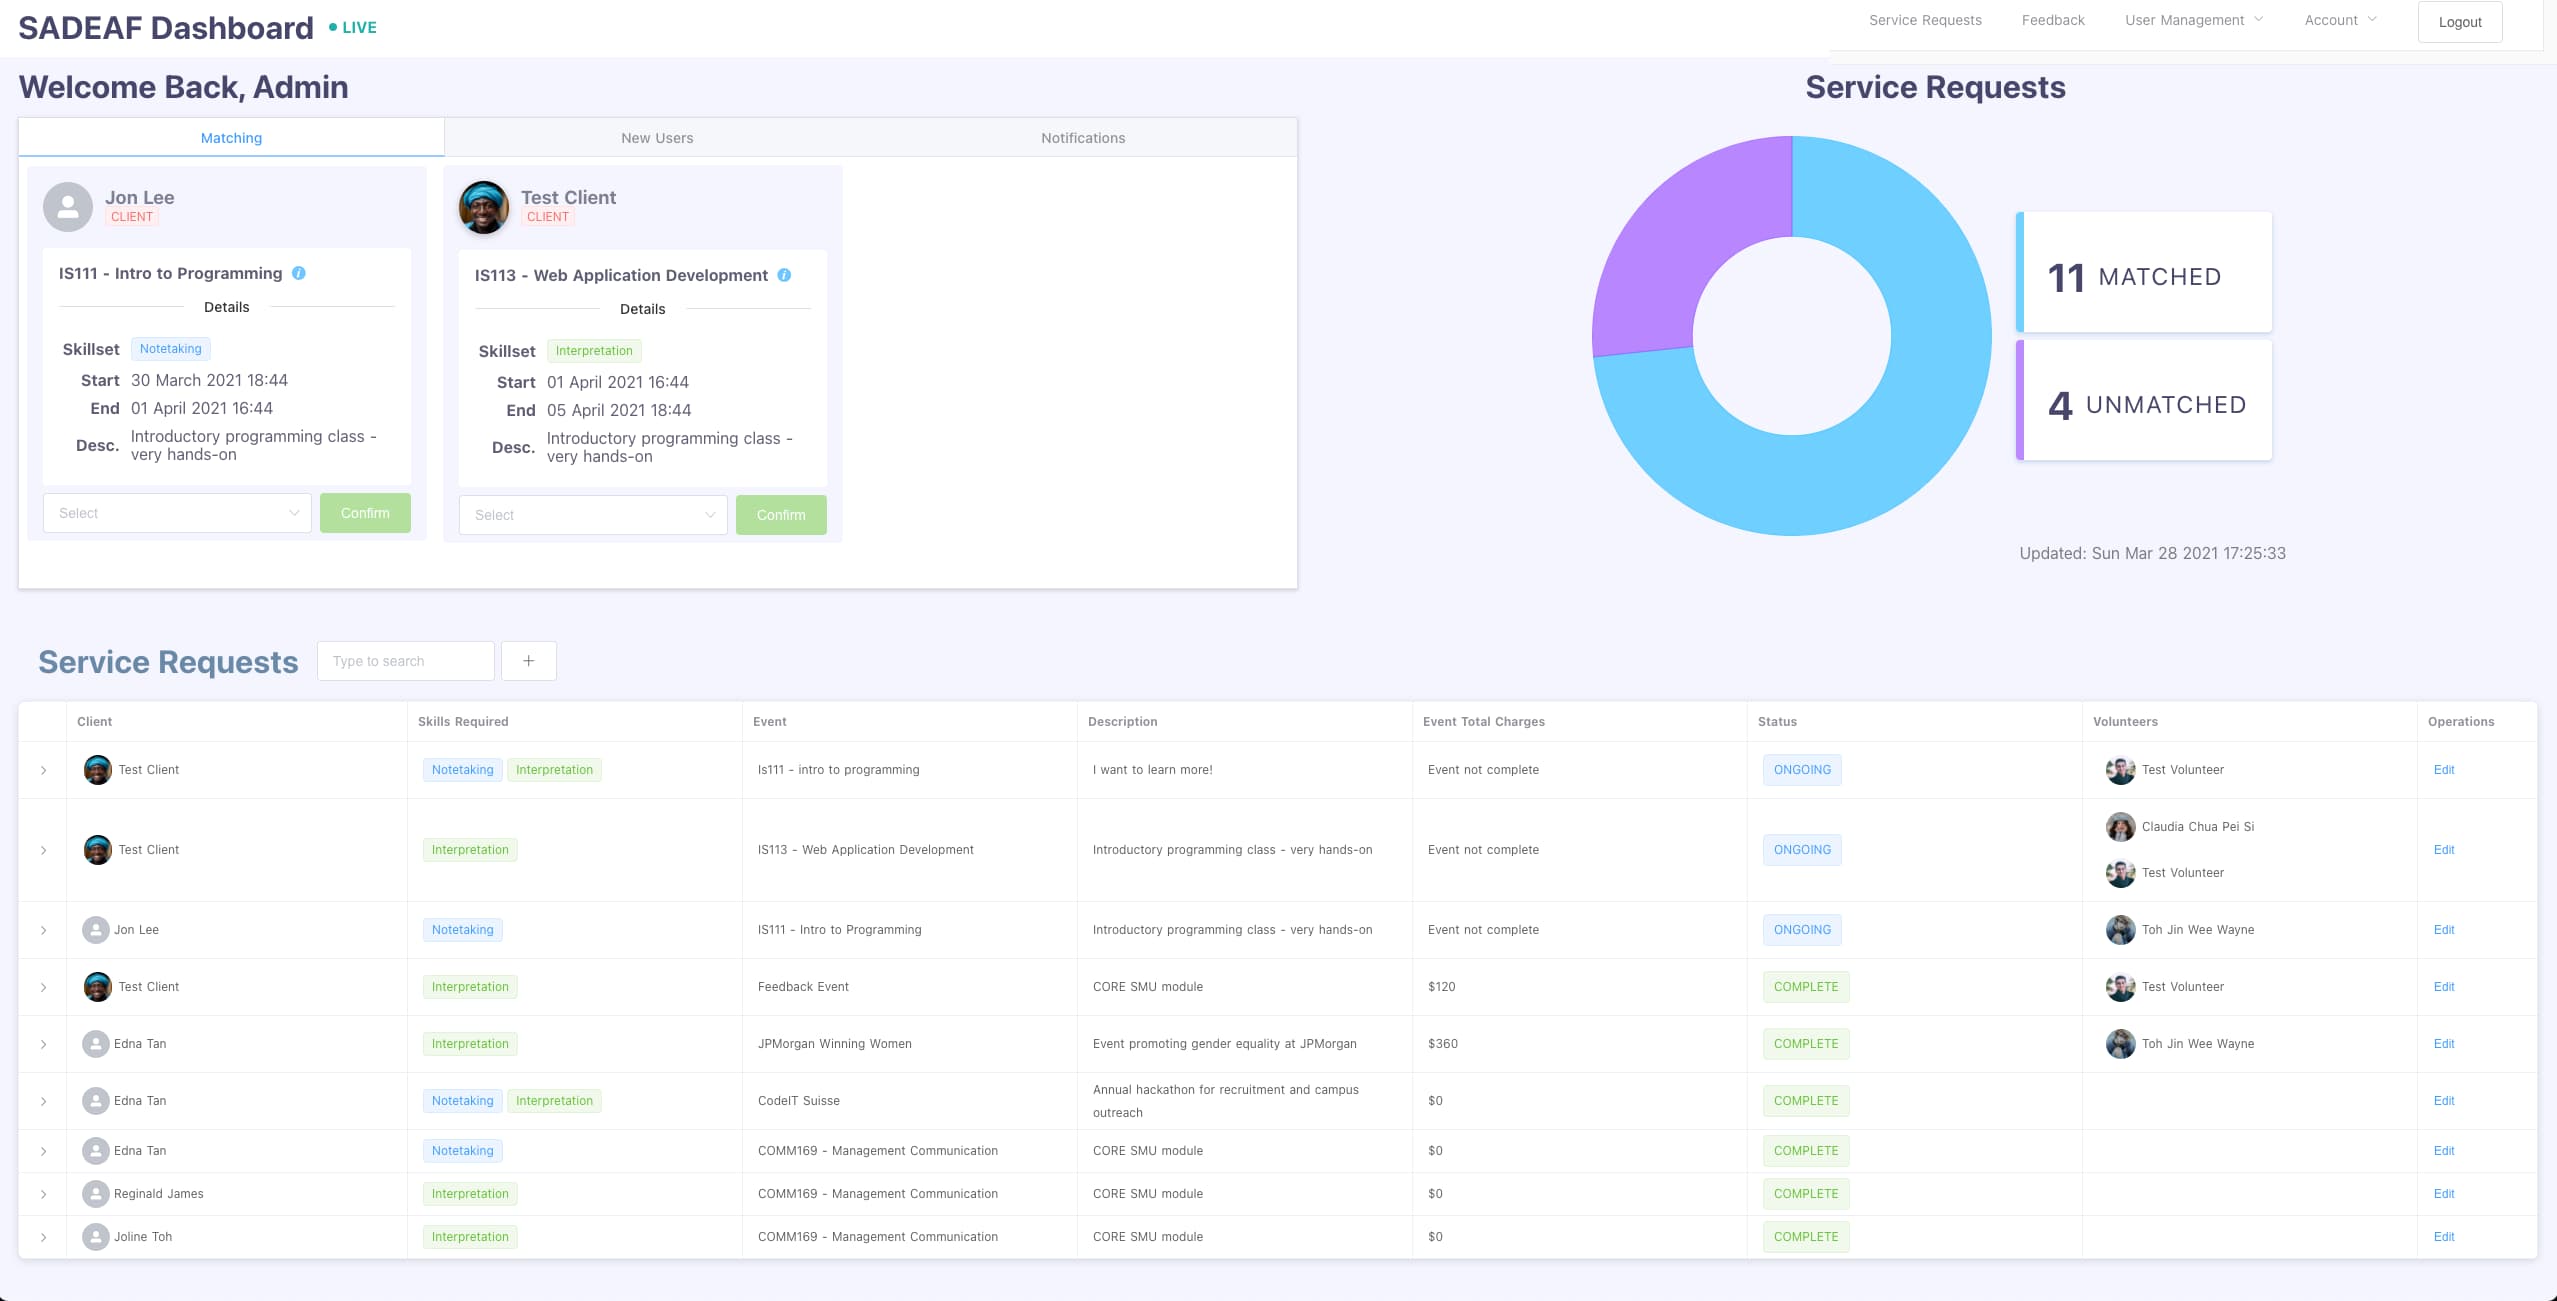 SADEAF Dashboard
LIVE
Service Requests
Feedback
User Management
Account
Logout
Welcome Back, Admin
Matching
New Users
Notifications
Jon Lee
CLIENT
IS111 - Intro to Programming
Details
Skillset Notetaking
Start 30 March 2021 18:44
End 01 April 2021 16:44
Desc. Introductory programming class -
very hands-on
Select
Confirm
Test Client
CLIENT
IS113 - Web Application Development
Details
Skillset Interpretation
Start 01 April 2021 16:44
End 05 April 2021 18:44
Desc. Introductory programming class -
very hands-on
Select
Confirm
Service Requests
11 MATCHED
4 UNMATCHED
Updated: Sun Mar 28 2021 17:25:33
Service Requests
Type to search
+
Client Skills Required Event Description Event Total Charges Status Volunteers Operations
Test Client Notetaking Interpretation Is111 - intro to programming I want to learn more! Event not complete ONGOING Test Volunteer Edit
Claudia Chua Pei Si
Test Client Interpretation IS113 - Web Application Development Introductory programming class - very hands-on Event not complete ONGOING Edit
Test Volunteer
Jon Lee Notetaking IS111 - Intro to Programming Introductory programming class - very hands-on Event not complete ONGOING Toh Jin Wee Wayne Edit
Test Client Interpretation Feedback Event CORE SMU module $120 COMPLETE Test Volunteer Edit
Edna Tan Interpretation JPMorgan Winning Women Event promoting gender equality at JPMorgan $360 COMPLETE Toh Jin Wee Wayne Edit
Edna Tan Notetaking Interpretation CodeIT Suisse Annual hackathon for recruitment and campus
outreach $0 COMPLETE Edit
Edna Tan Notetaking COMM169 - Management Communication CORE SMU module $0 COMPLETE Edit
Reginald James Interpretation COMM169 - Management Communication CORE SMU module $0 COMPLETE Edit
Joline Toh Interpretation COMM169 - Management Communication CORE SMU module $0 COMPLETE Edit